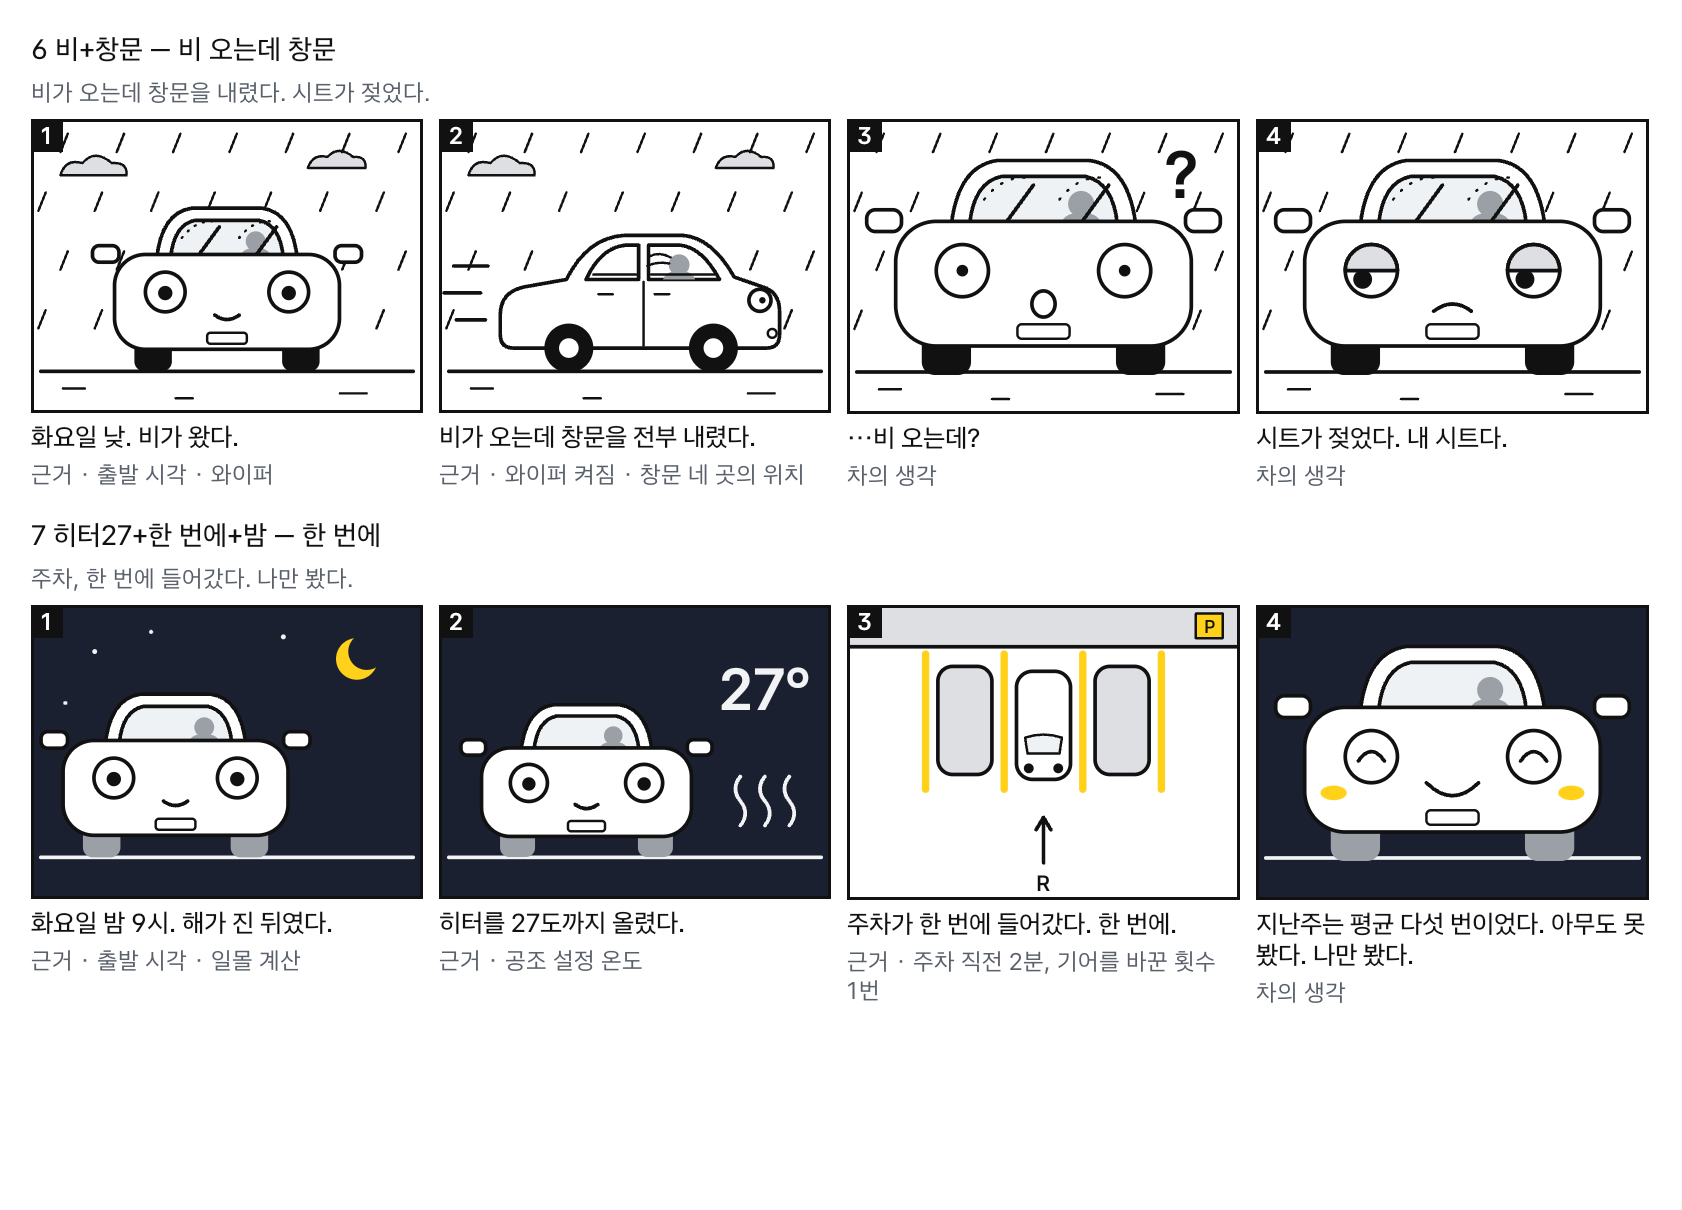 6 비+창문 — 비 오는데 창문
비가 오는데 창문을 내렸다. 시트가 젖었다.
1
2
3
?
4
화요일 낮. 비가 왔다.
근거 · 출발 시각 · 와이퍼
비가 오는데 창문을 전부 내렸다.
근거 · 와이퍼 켜짐 · 창문 네 곳의 위치
…비 오는데?
차의 생각
시트가 젖었다. 내 시트다.
차의 생각
7 히터27+한 번에+밤 — 한 번에
주차, 한 번에 들어갔다. 나만 봤다.
1
2
27°
3
P
R
4
화요일 밤 9시. 해가 진 뒤였다.
근거 · 출발 시각 · 일몰 계산
히터를 27도까지 올렸다.
근거 · 공조 설정 온도
주차가 한 번에 들어갔다. 한 번에.
근거 · 주차 직전 2분, 기어를 바꾼 횟수
1번
지난주는 평균 다섯 번이었다. 아무도 못
봤다. 나만 봤다.
차의 생각